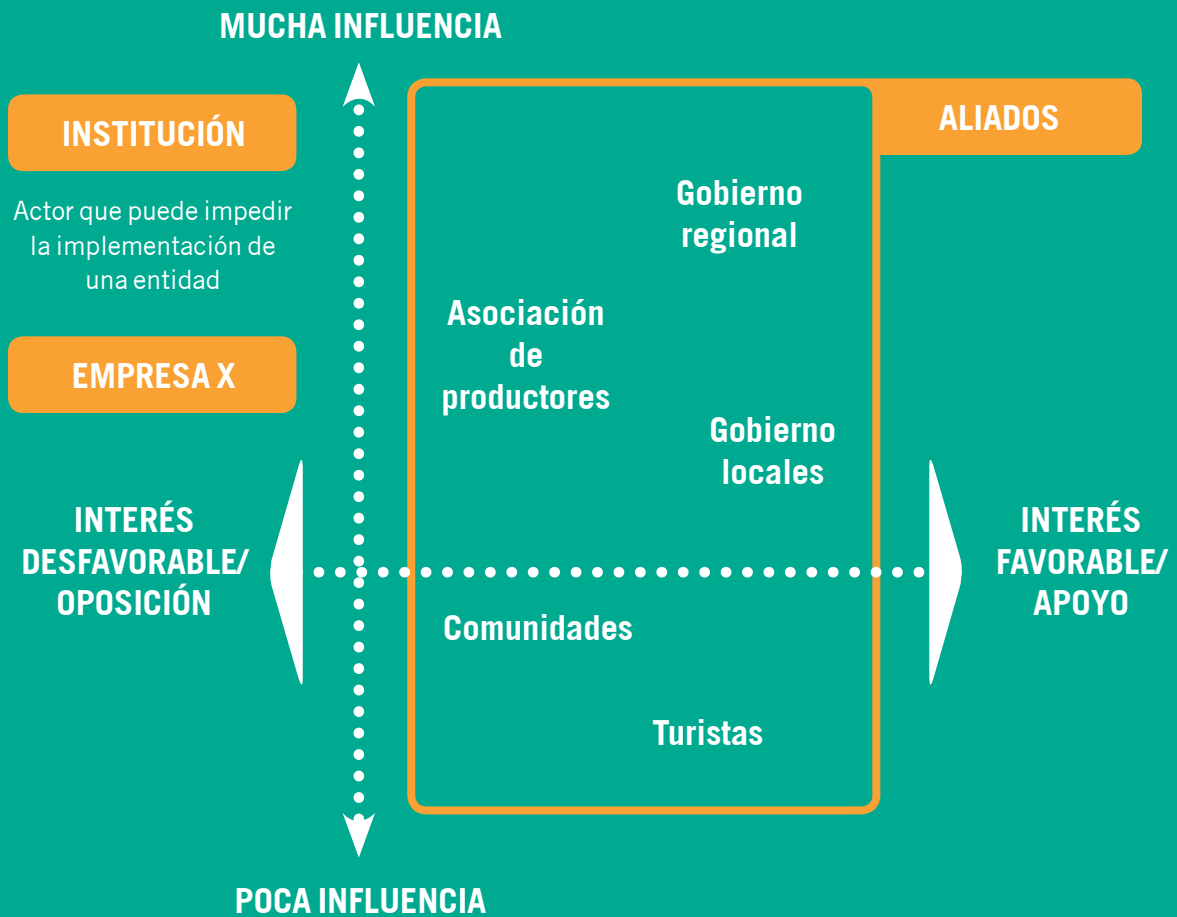 MUCHA INFLUENCIA
INSTITUCIÓN
Actor que puede impedir
la implementación de
una entidad
EMPRESA X
INTERÉS
DESFAVORABLE/
OPOSICIÓN
ALIADOS
Gobierno
regional
Asociación
de
productores
Gobierno
locales
Comunidades
Turistas
INTERÉS
FAVORABLE/
APOYO
POCA INFLUENCIA